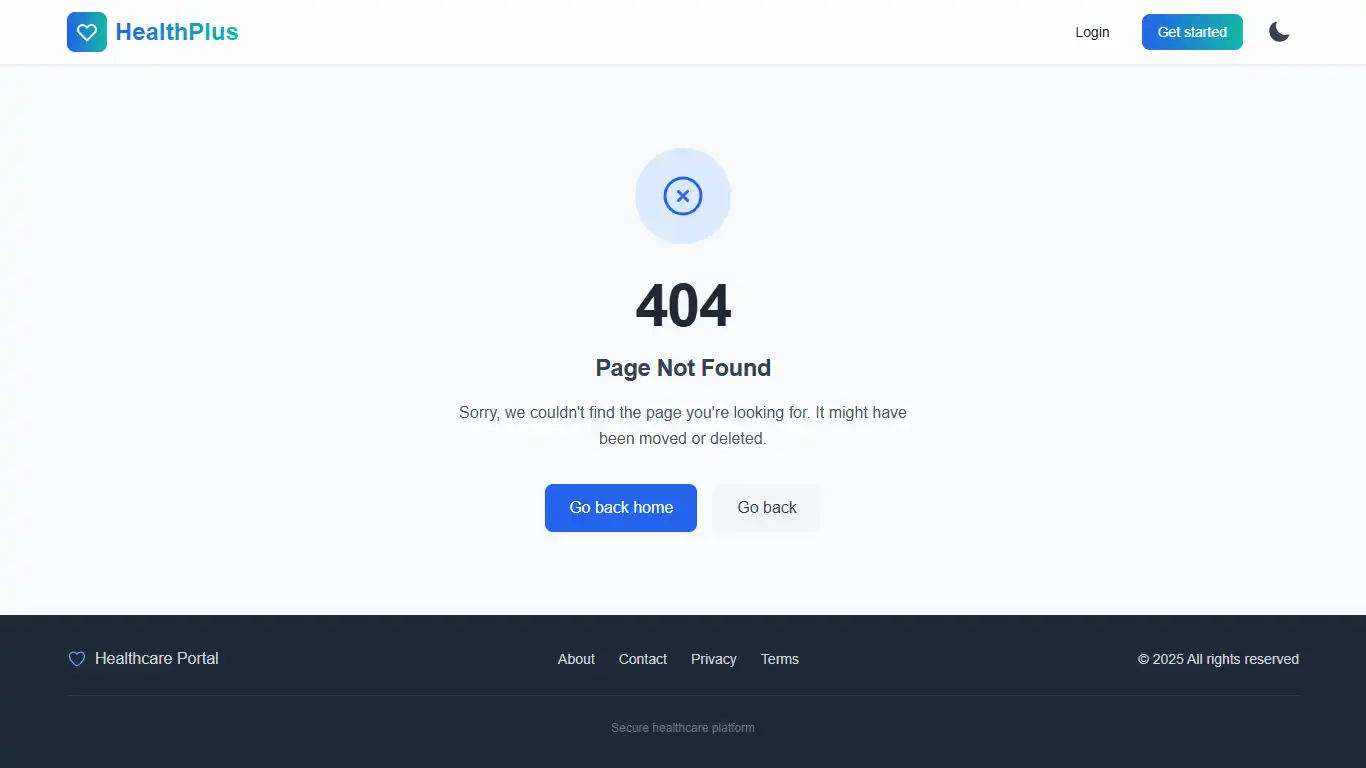 HealthPlus
Login
Get started
404
Page Not Found
Sorry, we couldn't find the page you're looking for. It might have
been moved or deleted.
Go back home
Go back
Healthcare Portal
About
Contact
Privacy
Terms
© 2025 All rights reserved
Secure healthcare platform